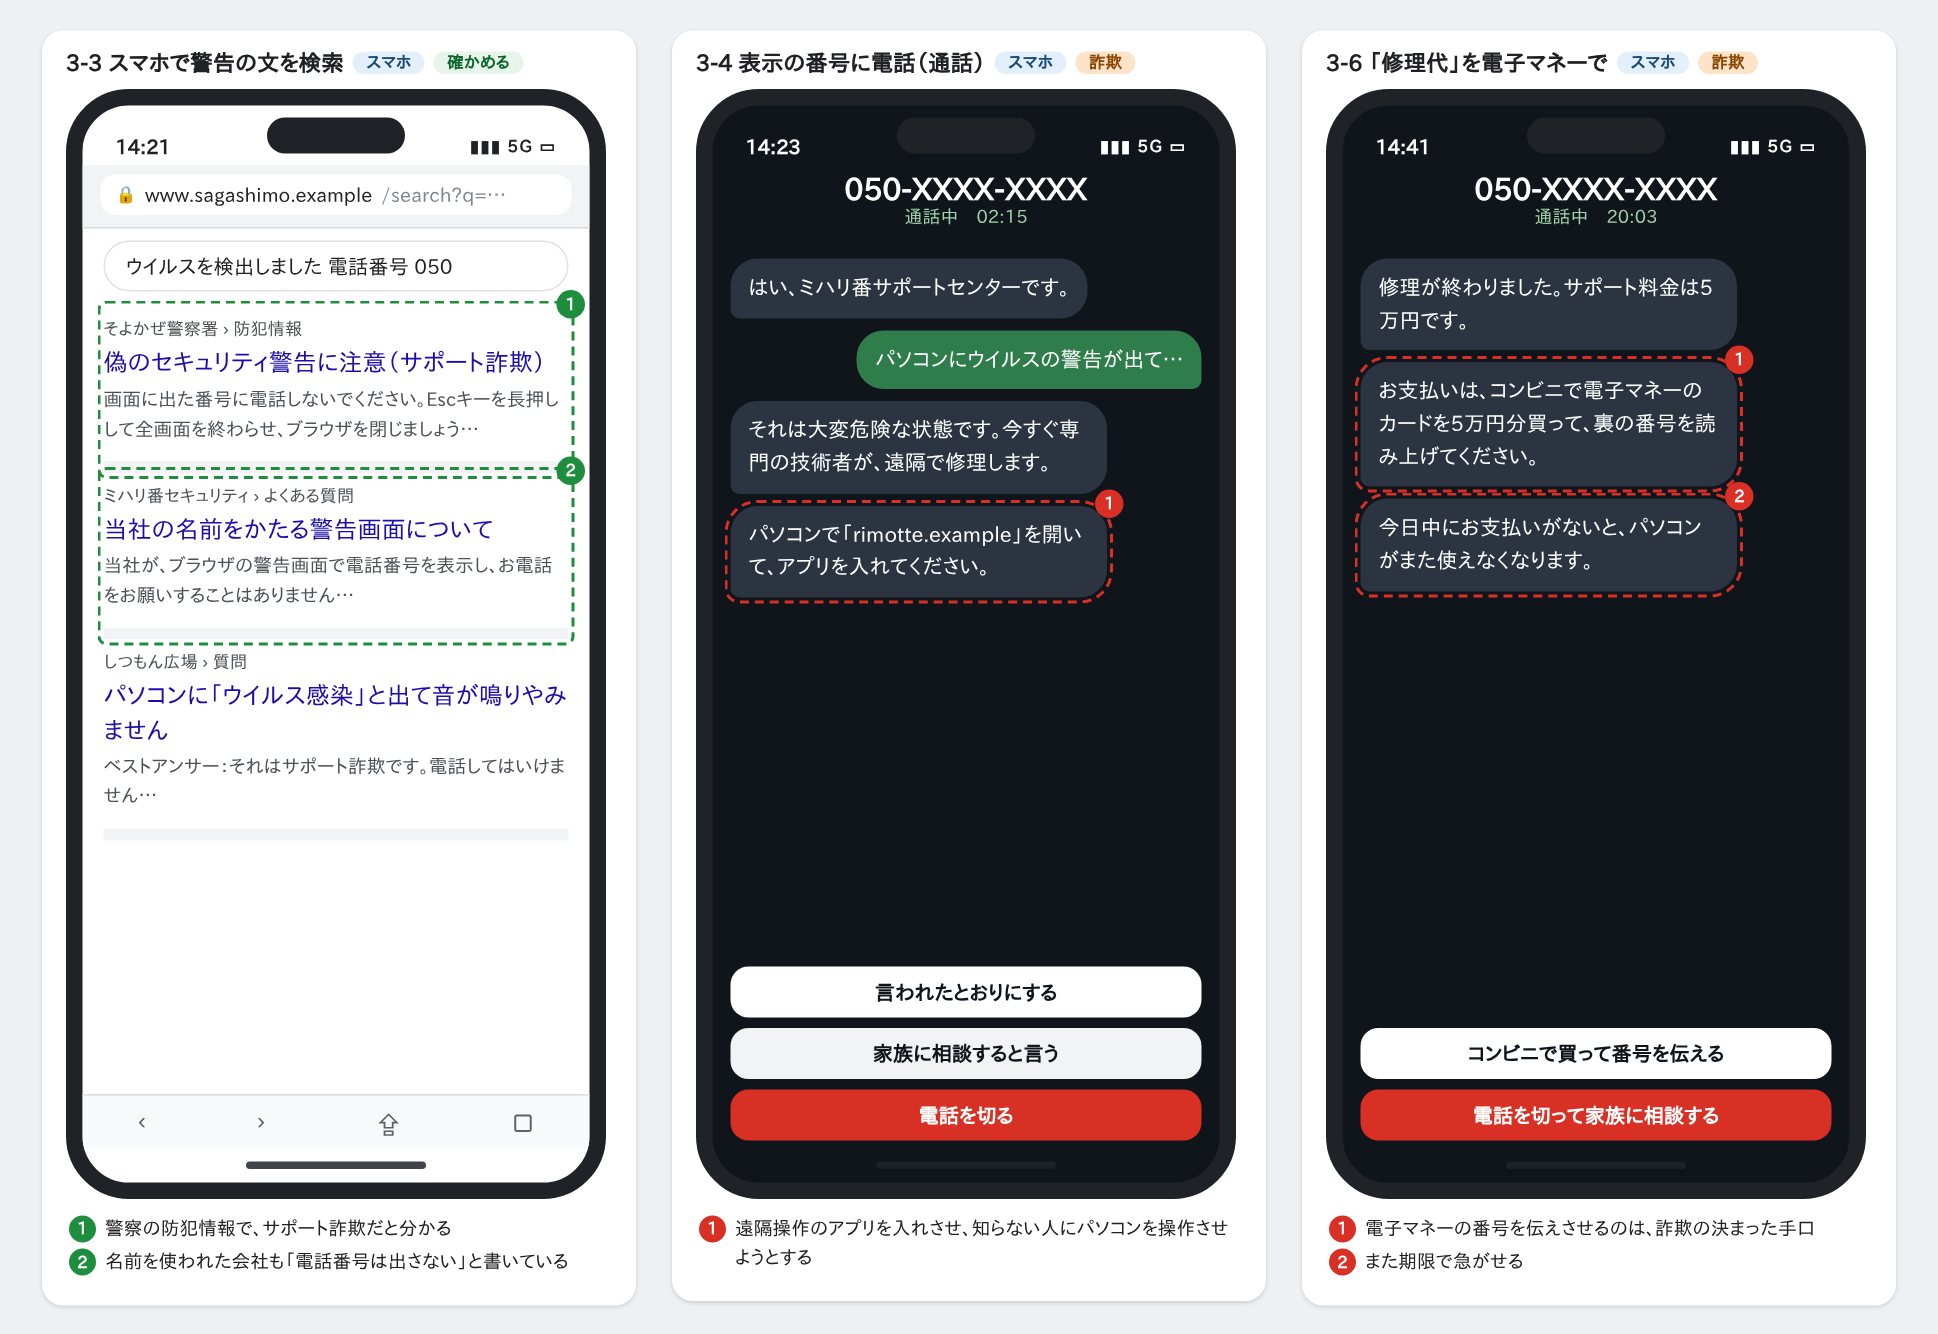 3-3 スマホで警告の文を検索 スマホ 確かめる
14:21 5G
www.sagashimo.example /search?q=…
ウイルスを検出しました 電話番号 050
1
そよかぜ警察署 › 防犯情報
偽のセキュリティ警告に注意（サポート詐欺）
画面に出た番号に電話しないでください。Escキーを長押し
して全画面を終わらせ、ブラウザを閉じましょう…
2
ミハリ番セキュリティ › よくある質問
当社の名前をかたる警告画面について
当社が、ブラウザの警告画面で電話番号を表示し、お電話
をお願いすることはありません…
しつもん広場 › 質問
パソコンに「ウイルス感染」と出て音が鳴りやみ
ません
ベストアンサー：それはサポート詐欺です。電話してはいけま
せん…
1 警察の防犯情報で、サポート詐欺だと分かる
2 名前を使われた会社も「電話番号は出さない」と書いている
3-4 表示の番号に電話（通話） スマホ 詐欺
14:23 5G
050-XXXX-XXXX
通話中 02:15
はい、ミハリ番サポートセンターです。
パソコンにウイルスの警告が出て…
それは大変危険な状態です。今すぐ専
門の技術者が、遠隔で修理します。
1
パソコンで「rimotte.example」を開い
て、アプリを入れてください。
言われたとおりにする
家族に相談すると言う
電話を切る
1 遠隔操作のアプリを入れさせ、知らない人にパソコンを操作させ
ようとする
3-6 「修理代」を電子マネーで スマホ 詐欺
14:41 5G
050-XXXX-XXXX
通話中 20:03
修理が終わりました。サポート料金は5
万円です。
1
お支払いは、コンビニで電子マネーの
カードを5万円分買って、裏の番号を読
み上げてください。
2
今日中にお支払いがないと、パソコン
がまた使えなくなります。
コンビニで買って番号を伝える
電話を切って家族に相談する
1 電子マネーの番号を伝えさせるのは、詐欺の決まった手口
2 また期限で急がせる